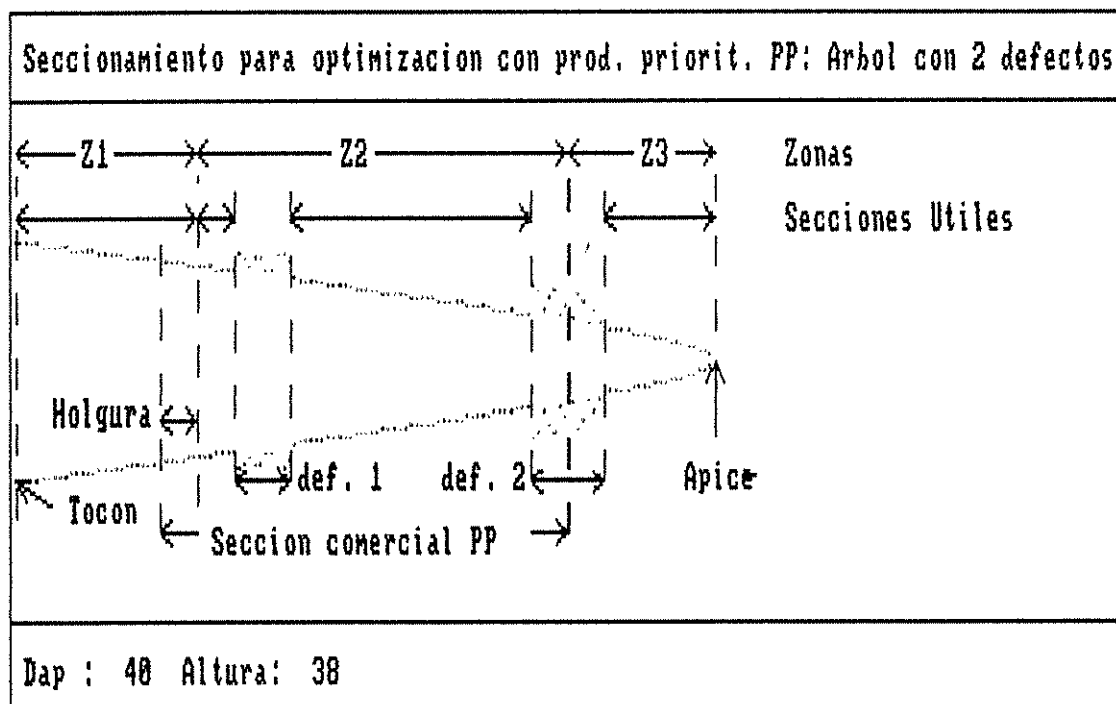 Seccionamiento para optimizacion con prod. priorit. PP: Arbol con 2 defectos
Z1 Z2 Z3 Zonas
Secciones Utiles
Holgura
def. 1 def. 2 Apice
Tocon
Seccion comercial PP
Dap : 40 Altura: 38